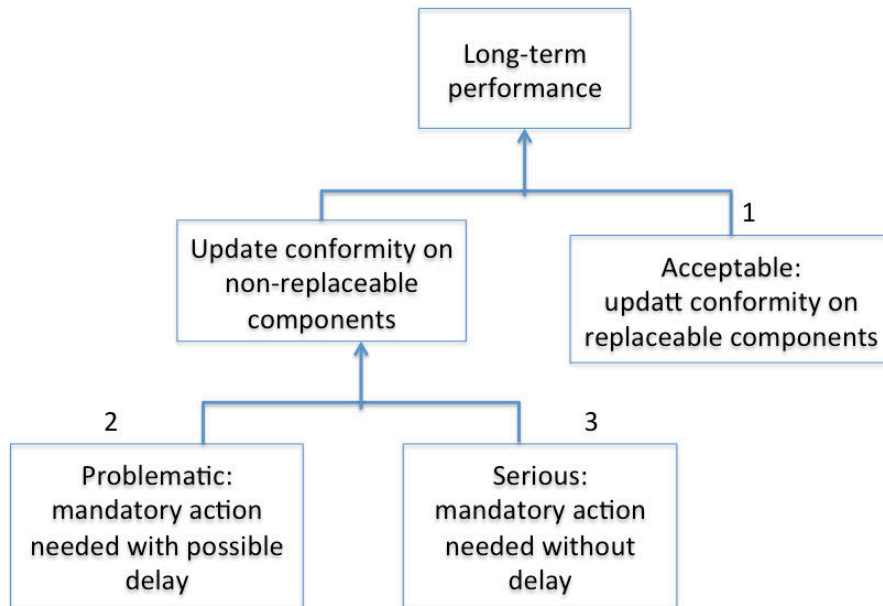 Long-term
performance
1
Update conformity on
non-replaceable
components
Acceptable:
updatt conformity on
replaceable components
2
3
Problematic:
mandatory action
needed with possible
delay
Serious:
mandatory action
needed without
delay